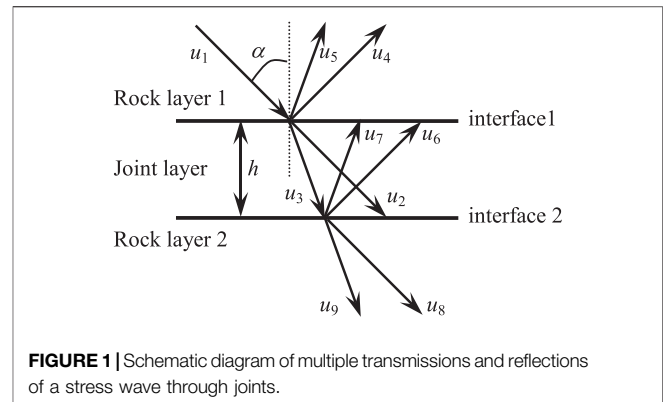 u1
α
u5
u4
Rock layer 1
interface1
u7
u6
Joint layer
h
u3
u2
interface 2
Rock layer 2
u9
u8
FIGURE 1 | Schematic diagram of multiple transmissions and reflections
of a stress wave through joints.